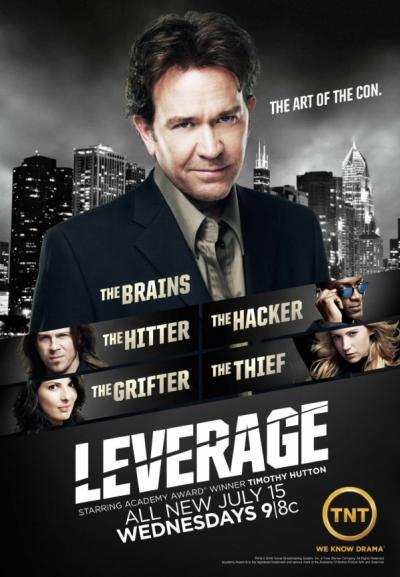 THE ART OF THE CON.
THE BRAINS
THE HITTER
THE HACKER
THE GRIFTER
THE THIEF
LEVERAGE
STARRING ACADEMY AWARD® WINNER TIMOTHY HUTTON
ALL NEW JULY 15
WEDNESDAYS 9|8c
TNT
WE KNOW DRAMA